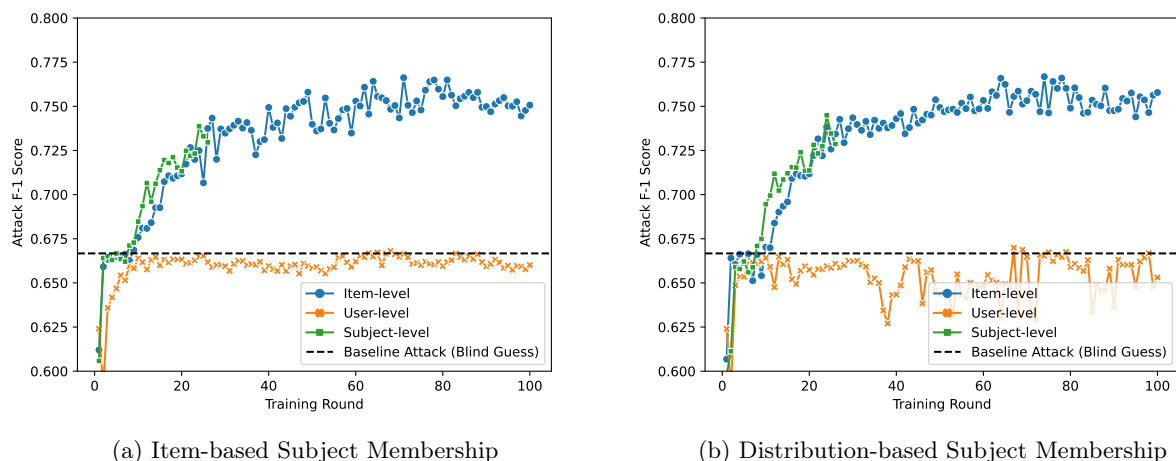 0.800
0.775
0.750
0.725
0.700
0.675
0.650
0.625
0.600
Attack F-1 Score
0 20 40 60 80 100
Training Round
Item-level
User-level
Subject-level
Baseline Attack (Blind Guess)
(a) Item-based Subject Membership
0.800
0.775
0.750
0.725
0.700
0.675
0.650
0.625
0.600
Attack F-1 Score
0 20 40 60 80 100
Training Round
Item-level
User-level
Subject-level
Baseline Attack (Blind Guess)
(b) Distribution-based Subject Membership